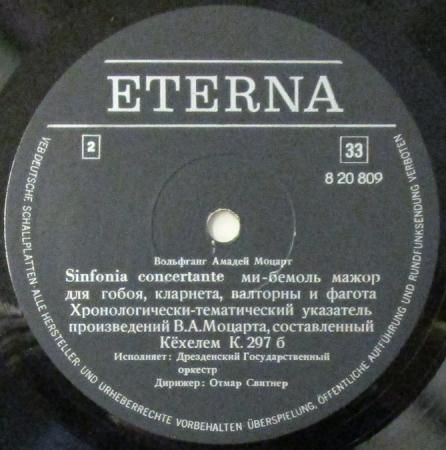 ETERNA
2
33
8 20 809
Вольфганг Амадей Моцарт
Sinfonia concertante ми-бемоль мажор
для гобоя, кларнета, валторны и фагота
Хронологически-тематический указатель
произведений В.А.Моцарта, составленный
Кёхелем К. 297 б
Исполняет: Дрезденский Государственный
оркестр
Дирижер: Отмар Свитнер
VEB DEUTSCHE SCHALLPLATTEN ALLE HERSTELLER- UND URHEBERRECHTE VORBEHALTEN ÜBERSPIELUNG, ÖFFENTLICHE AUFFÜHRUNG UND RUNDFUNKSENDUNG VERBOTEN